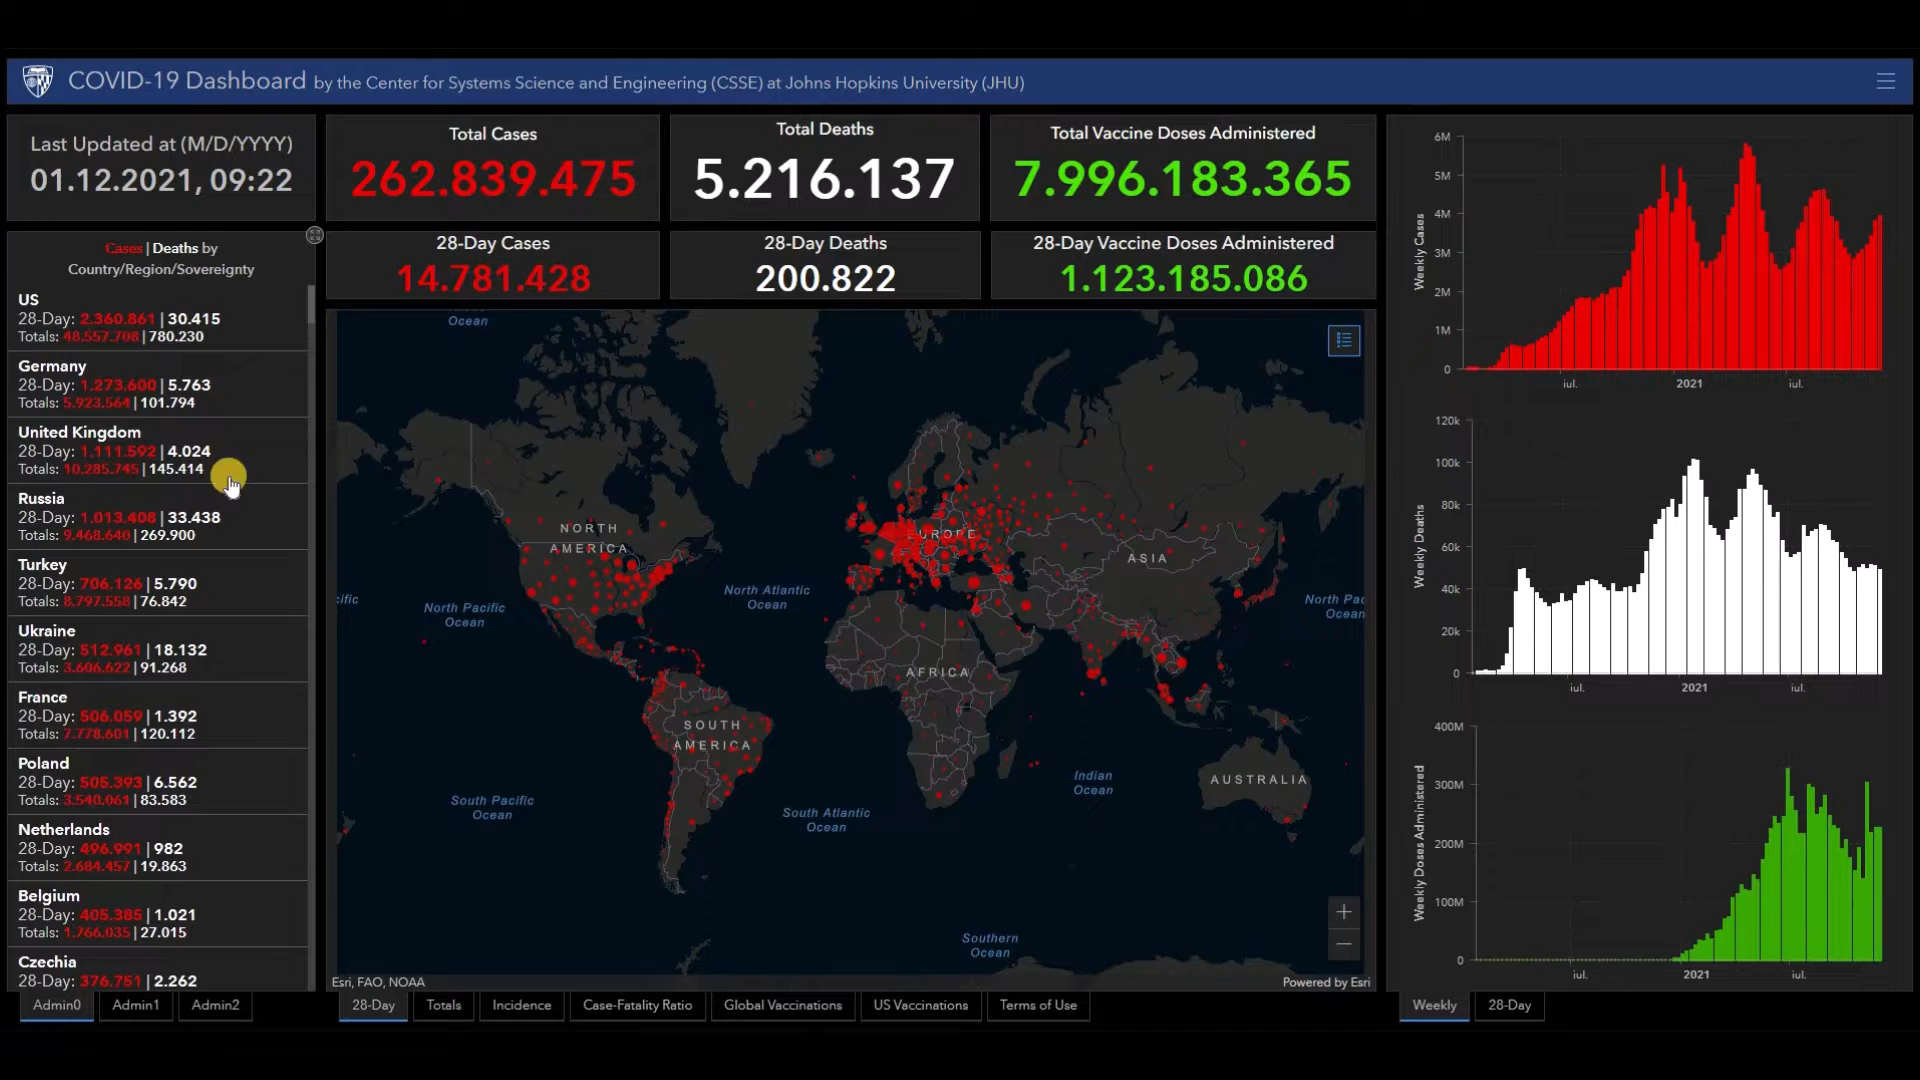 COVID-19 Dashboard by the Center for Systems Science and Engineering (CSSE) at Johns Hopkins University (JHU)
Last Updated at (M/D/YYYY)
01.12.2021, 09:22
Total Cases
262.839.475
Total Deaths
5.216.137
Total Vaccine Doses Administered
7.996.183.365
28-Day Cases
14.781.428
28-Day Deaths
200.822
28-Day Vaccine Doses Administered
1.123.185.086
Cases | Deaths by
Country/Region/Sovereignty
US
28-Day: 2.360.861 | 30.415
Totals: 48.557.708 | 780.230
Germany
28-Day: 1.273.600 | 5.763
Totals: 5.923.564 | 101.794
United Kingdom
28-Day: 1.111.592 | 4.024
Totals: 10.285.745 | 145.414
Russia
28-Day: 1.013.408 | 33.438
Totals: 9.468.640 | 269.900
Turkey
28-Day: 706.126 | 5.790
Totals: 8.797.558 | 76.842
Ukraine
28-Day: 512.961 | 18.132
Totals: 3.606.622 | 91.268
France
28-Day: 506.059 | 1.392
Totals: 7.778.601 | 120.112
Poland
28-Day: 505.393 | 6.562
Totals: 3.540.061 | 83.583
Netherlands
28-Day: 496.991 | 982
Totals: 2.684.457 | 19.863
Belgium
28-Day: 405.385 | 1.021
Totals: 1.766.035 | 27.015
Czechia
28-Day: 376.751 | 2.262
Admin0
Admin1
Admin2
Ocean
NORTH
AMERICA
EUROPE
ASIA
North Atlantic
Ocean
North Pacific
Ocean
ific
North Pac
Ocean
AFRICA
SOUTH
AMERICA
AUSTRALIA
Indian
Ocean
South Pacific
Ocean
South Atlantic
Ocean
Southern
Ocean
+
−
Esri, FAO, NOAA
Powered by Esri
28-Day
Totals
Incidence
Case-Fatality Ratio
Global Vaccinations
US Vaccinations
Terms of Use
Weekly Cases
6M
5M
4M
3M
2M
1M
0
iul.
2021
iul.
Weekly Deaths
120k
100k
80k
60k
40k
20k
0
iul.
2021
iul.
Weekly Doses Administered
400M
300M
200M
100M
0
iul.
2021
iul.
Weekly
28-Day